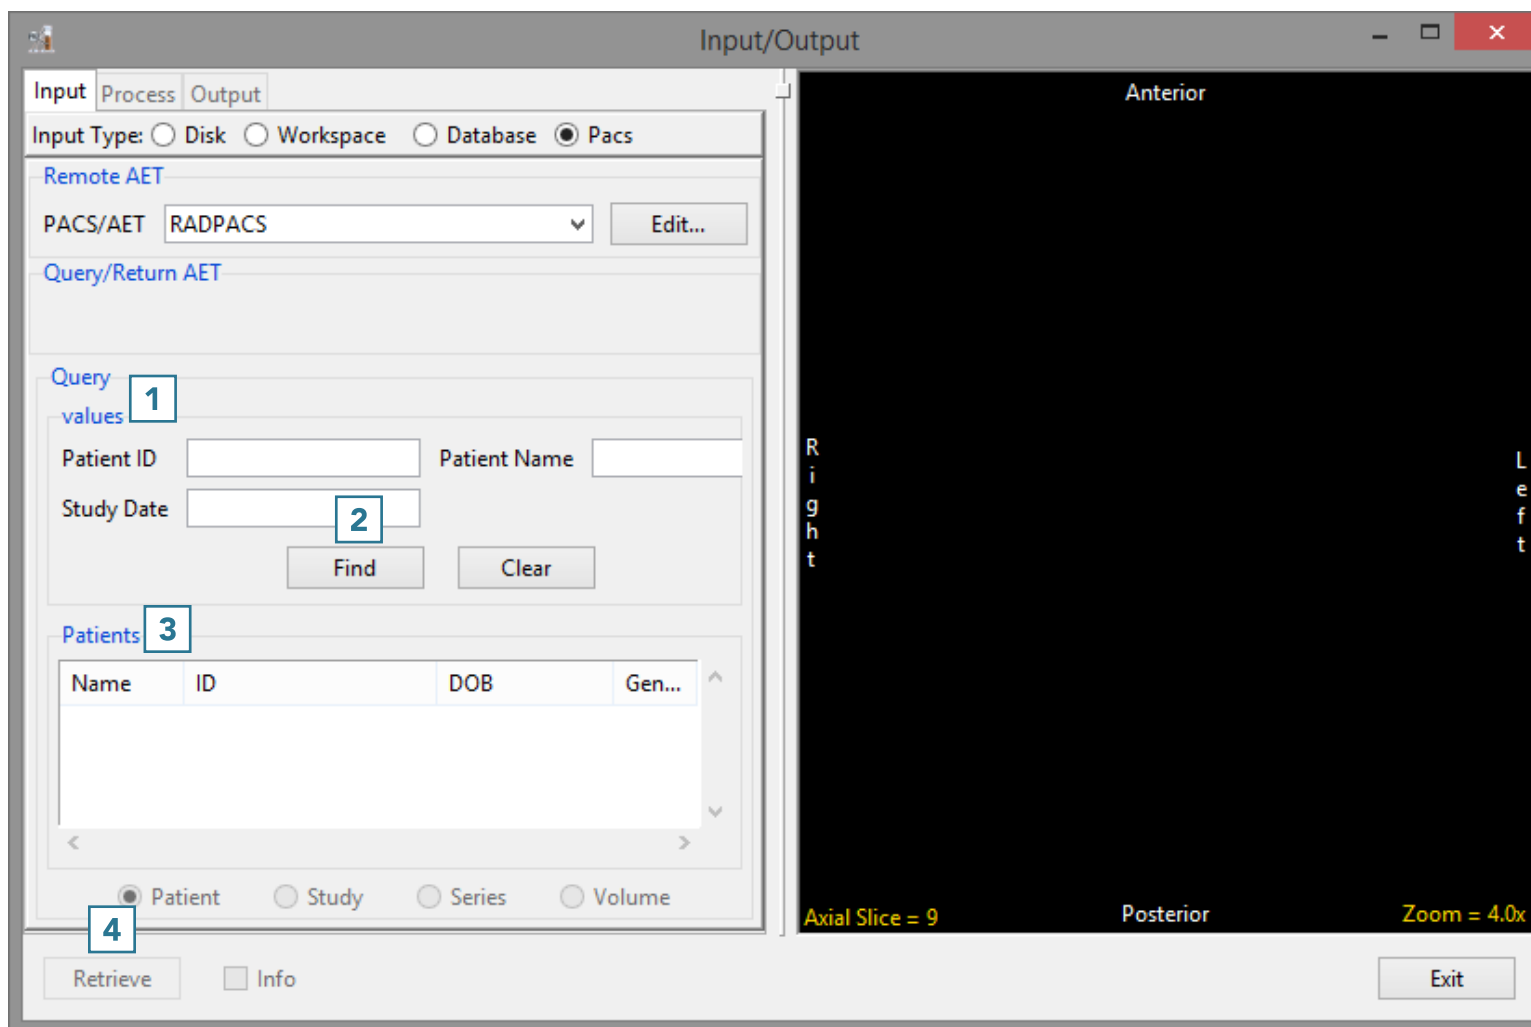 Input/Output
Input Process Output
Input Type: Disk Workspace Database Pacs
Remote AET
PACS/AET RADPACS Edit...
Query/Return AET
Query
1
values
Patient ID Patient Name
Study Date
2
Find Clear
Patients 3
Name ID DOB Gen...
Patient Study Series Volume
4
Retrieve Info
Anterior
Right
Left
Axial Slice = 9 Posterior Zoom = 4.0x
Exit